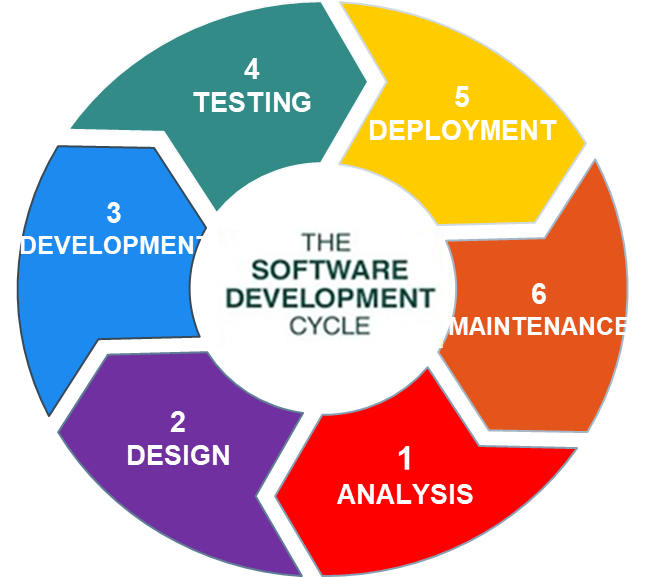 THE
SOFTWARE
DEVELOPMENT
CYCLE
1
ANALYSIS
2
DESIGN
3
DEVELOPMENT
4
TESTING
5
DEPLOYMENT
6
MAINTENANCE